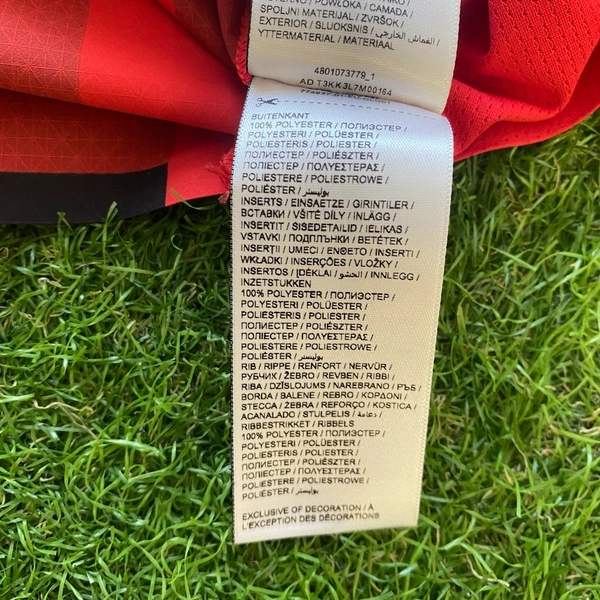 SPOLJNI MATERIJAL / ZVRŠOK /
EXTERIOR / SLUOKSNIS / القماش الخارجي /
YTTERMATERIAL / MATERIAAL
4801073779_1
AD T3KK3L7M00164
BUITENKANT
100% POLYESTER / ПОЛИЭСТЕР /
POLYESTERI / POLÜESTER /
POLIESTERIS / POLIESTER /
ПОЛИЕСТЕР / POLIÉSZTER /
ПОЛІЕСТЕР / ΠΟΛΥΕΣΤΕΡΑΣ /
POLIESTERE / POLIESTROWE /
POLIÉSTER / بوليستر
INSERTS / EINSAETZE / GIRINTILER /
ВСТАВКИ / VŠITÉ DÍLY / INLÄGG /
INSERTIT / SISEDETAILID / IELIKAS /
VSTAVKI / ПОДПЛЪНКИ / BETÉTEK /
INSERȚII / UMECI / ΕΝΘΕΤΟ / INSERTI /
WKŁADKI / INSERÇÕES / VLOŽKY /
INSERTOS / ĮDĖKLAI / الحشو / INNLEGG /
INZETSTUKKEN
100% POLYESTER / ПОЛИЭСТЕР /
POLYESTERI / POLÜESTER /
POLIESTERIS / POLIESTER /
ПОЛИЕСТЕР / POLIÉSZTER /
ПОЛІЕСТЕР / ΠΟΛΥΕΣΤΕΡΑΣ /
POLIESTERE / POLIESTROWE /
POLIÉSTER / بوليستر
RIB / RIPPE / RENFORT / NERVÜR /
РУБЧИК / ŽEBRO / REVBEN / RIBBI /
RIBA / DZĪSLOJUMS / NAREBRANO / РЪБ /
BORDA / BALENE / REBRO / ΚΟΡΔΟΝΙ /
STECCA / ŻEBRA / REFORÇO / KOSTICA /
ACANALADO / STULPELIS / دعامة /
RIBBESTRIKKET / RIBBELS
100% POLYESTER / ПОЛИЭСТЕР /
POLYESTERI / POLÜESTER /
POLIESTERIS / POLIESTER /
ПОЛИЕСТЕР / POLIÉSZTER /
ПОЛІЕСТЕР / ΠΟΛΥΕΣΤΕΡΑΣ /
POLIESTERE / POLIESTROWE /
POLIÉSTER / بوليستر
EXCLUSIVE OF DECORATION / À
L'EXCEPTION DES DÉCORATIONS